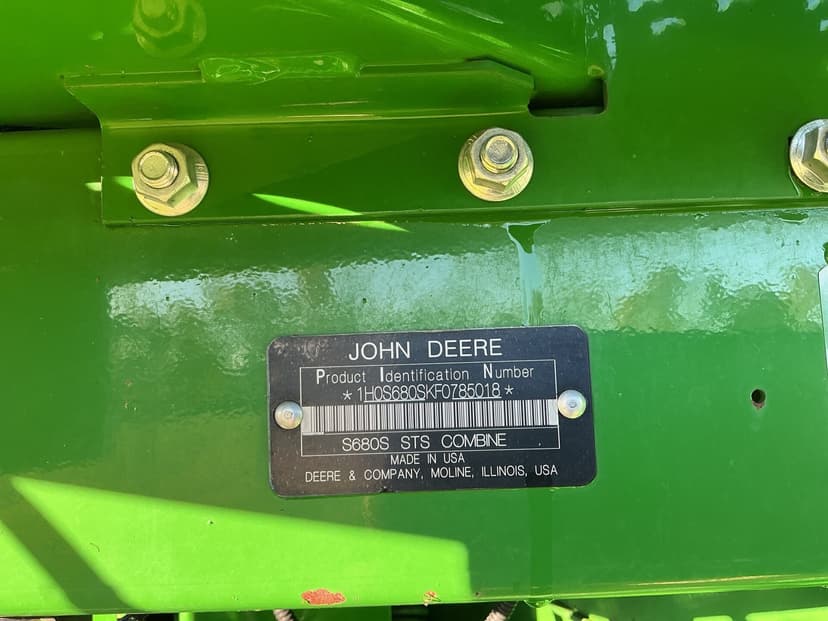 JOHN DEERE
Product Identification Number
*1H0S680SKF0785018*
S680S STS COMBINE
MADE IN USA
DEERE & COMPANY, MOLINE, ILLINOIS, USA